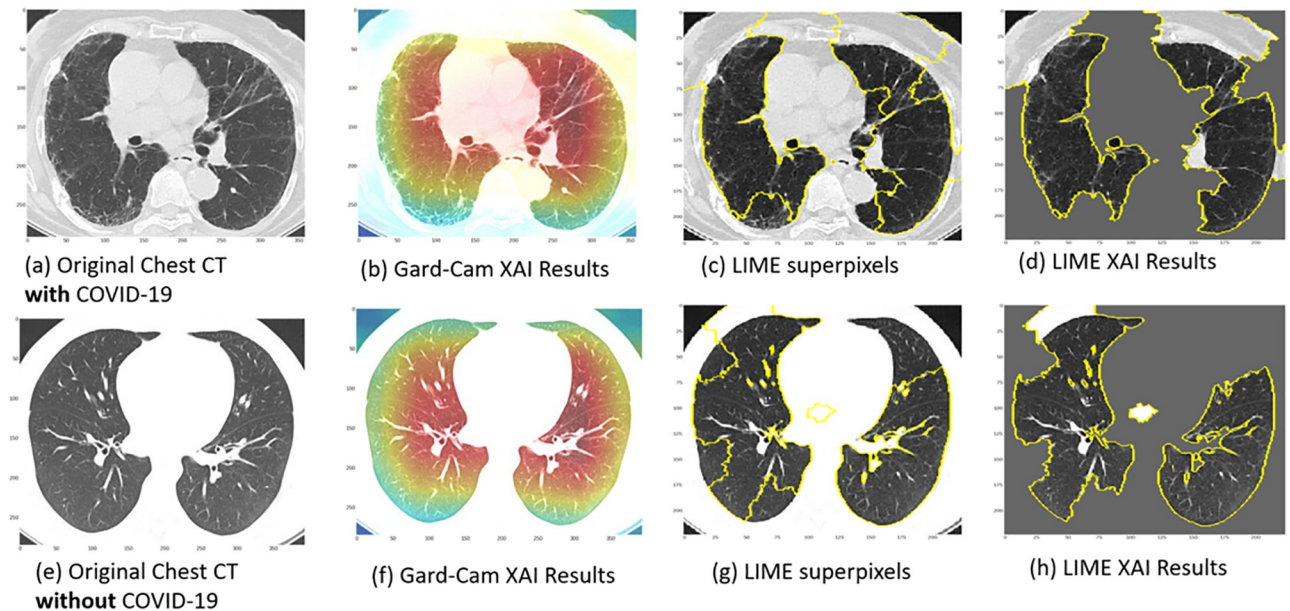 (a) Original Chest CT
with COVID-19
(b) Gard-Cam XAI Results
(c) LIME superpixels
(d) LIME XAI Results
(e) Original Chest CT
without COVID-19
(f) Gard-Cam XAI Results
(g) LIME superpixels
(h) LIME XAI Results